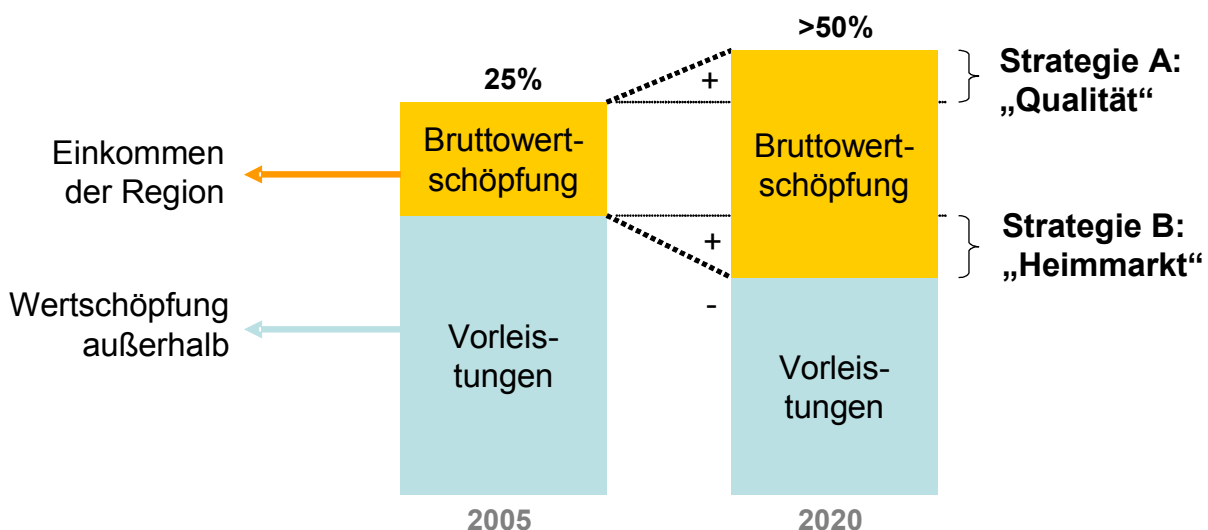 >50%
25%
+
Strategie A:
„Qualität“
Einkommen
der Region
Bruttowert-
schöpfung
Bruttowert-
schöpfung
+
Strategie B:
„Heimmarkt“
Wertschöpfung
außerhalb
-
Vorleis-
tungen
Vorleis-
tungen
2005
2020